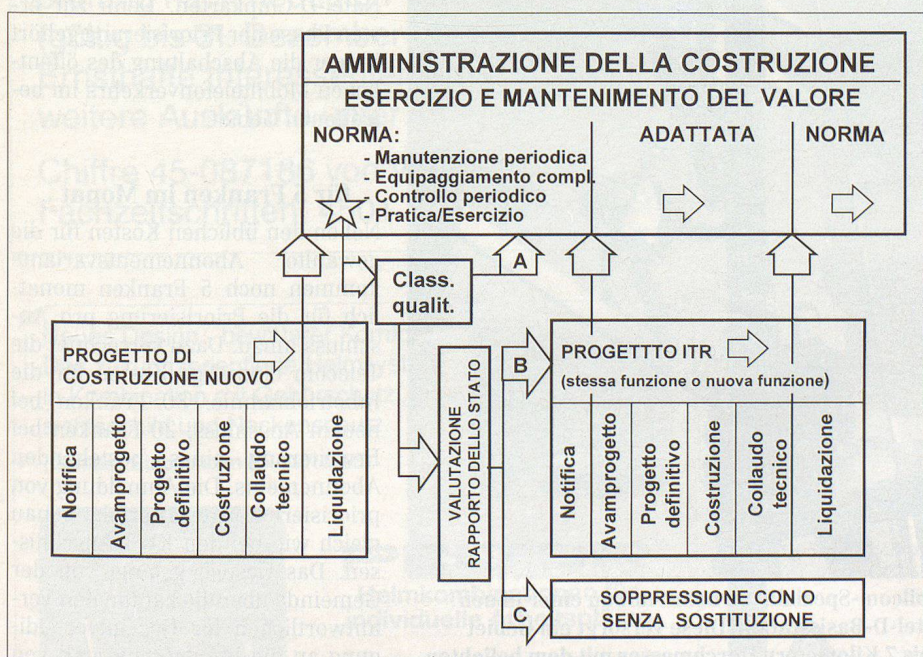 AMMINISTRAZIONE DELLA COSTRUZIONE
ESERCIZIO E MANTENIMENTO DEL VALORE
NORMA:
- Manutenzione periodica
- Equipaggiamento compl.
- Controllo periodico
- Pratica/Esercizio
ADATTATA
NORMA
A
Class.
qualit.
PROGETTO DI
COSTRUZIONE NUOVO
Notifica
Avamprogetto
Progetto
definitivo
Costruzione
Collaudo
tecnico
Liquidazione
VALUTAZIONE
RAPPORTO DELLO STATO
B
PROGETTTO ITR
(stessa funzione o nuova funzione)
Notifica
Avamprogetto
Progetto
definitivo
Costruzione
Collaudo
tecnico
Liquidazione
SOPPRESSIONE CON O
SENZA SOSTITUZIONE